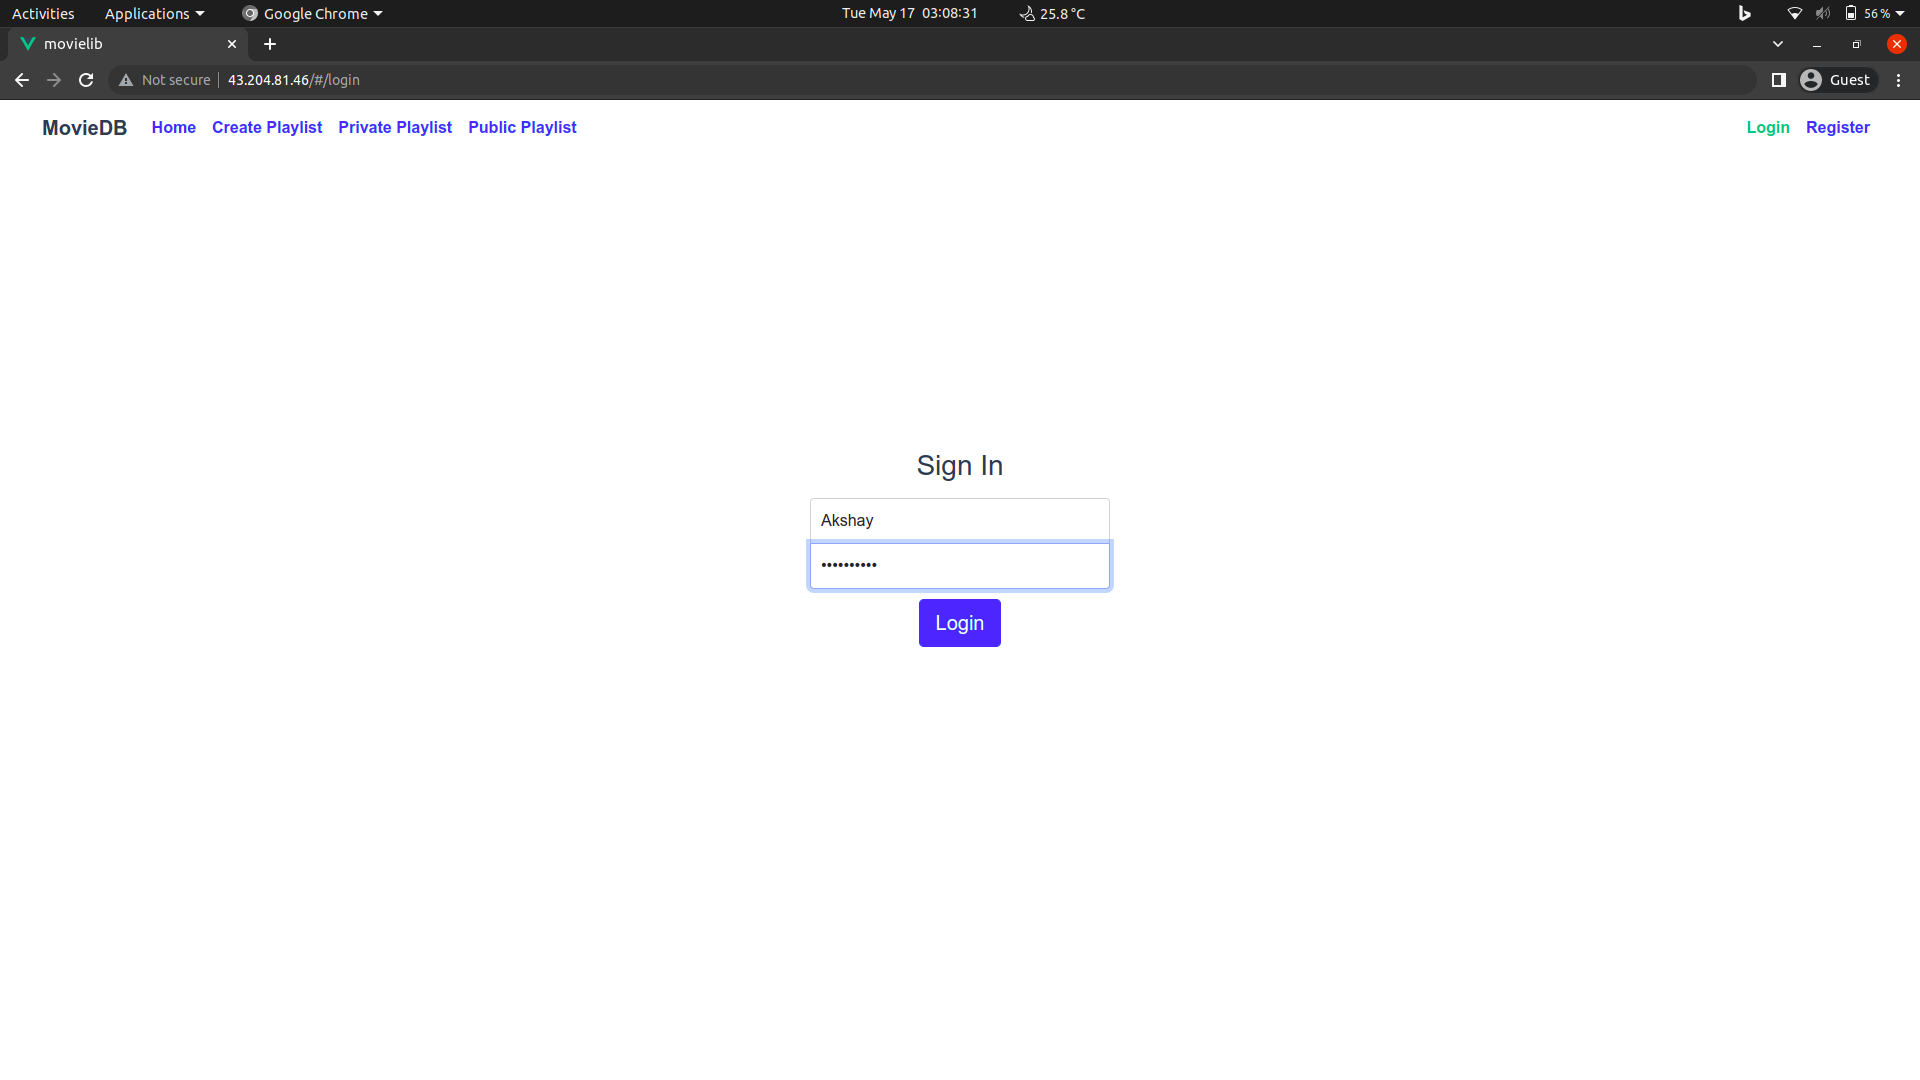 Activities Applications Google Chrome Tue May 17 03:08:31 25.8 °C 56 %
movielib
Not secure 43.204.81.46/#/login Guest
MovieDB Home Create Playlist Private Playlist Public Playlist Login Register
Sign In
Akshay
••••••••••
Login